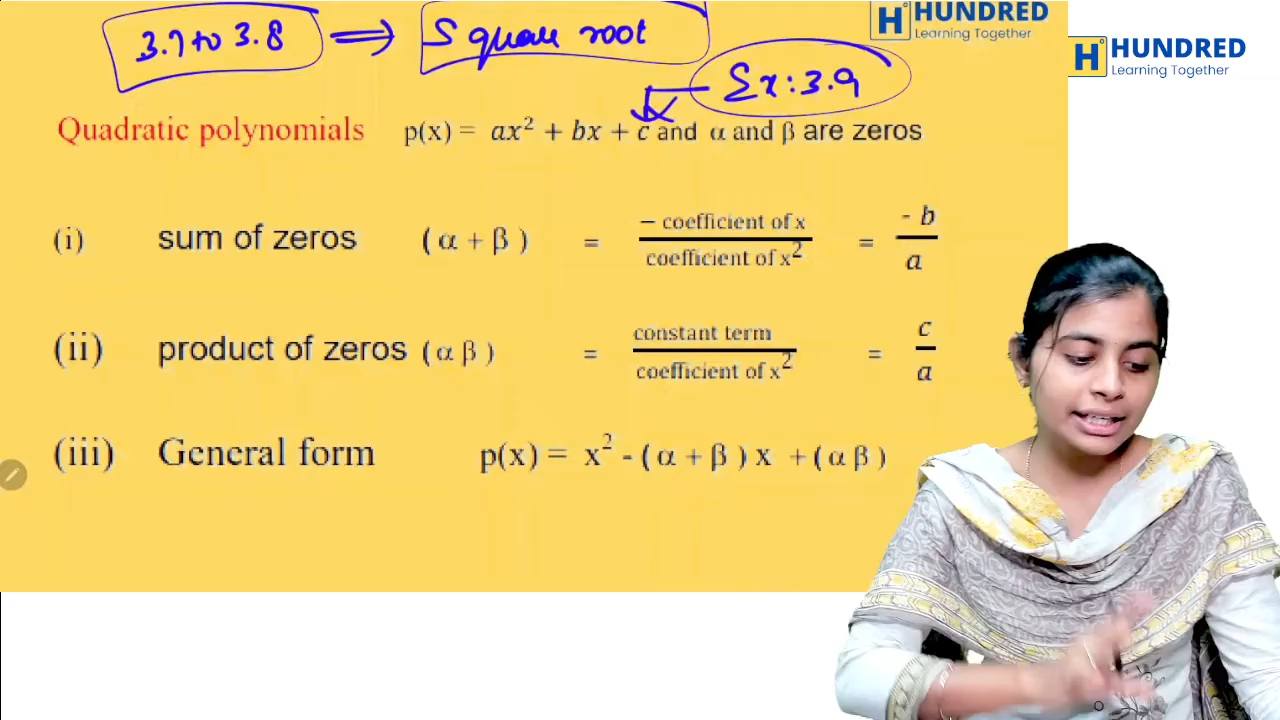 3.7 to 3.8 ⇒ Square root
H° HUNDRED
Learning Together
H° HUNDRED
Learning Together
Ex: 3.9
Quadratic polynomials p(x) = ax² + bx + c and α and β are zeros
(i) sum of zeros ( α + β ) = − coefficient of x / coefficient of x² = - b / a
(ii) product of zeros ( α β ) = constant term / coefficient of x² = c / a
(iii) General form p(x) = x² - ( α + β ) x + ( α β )